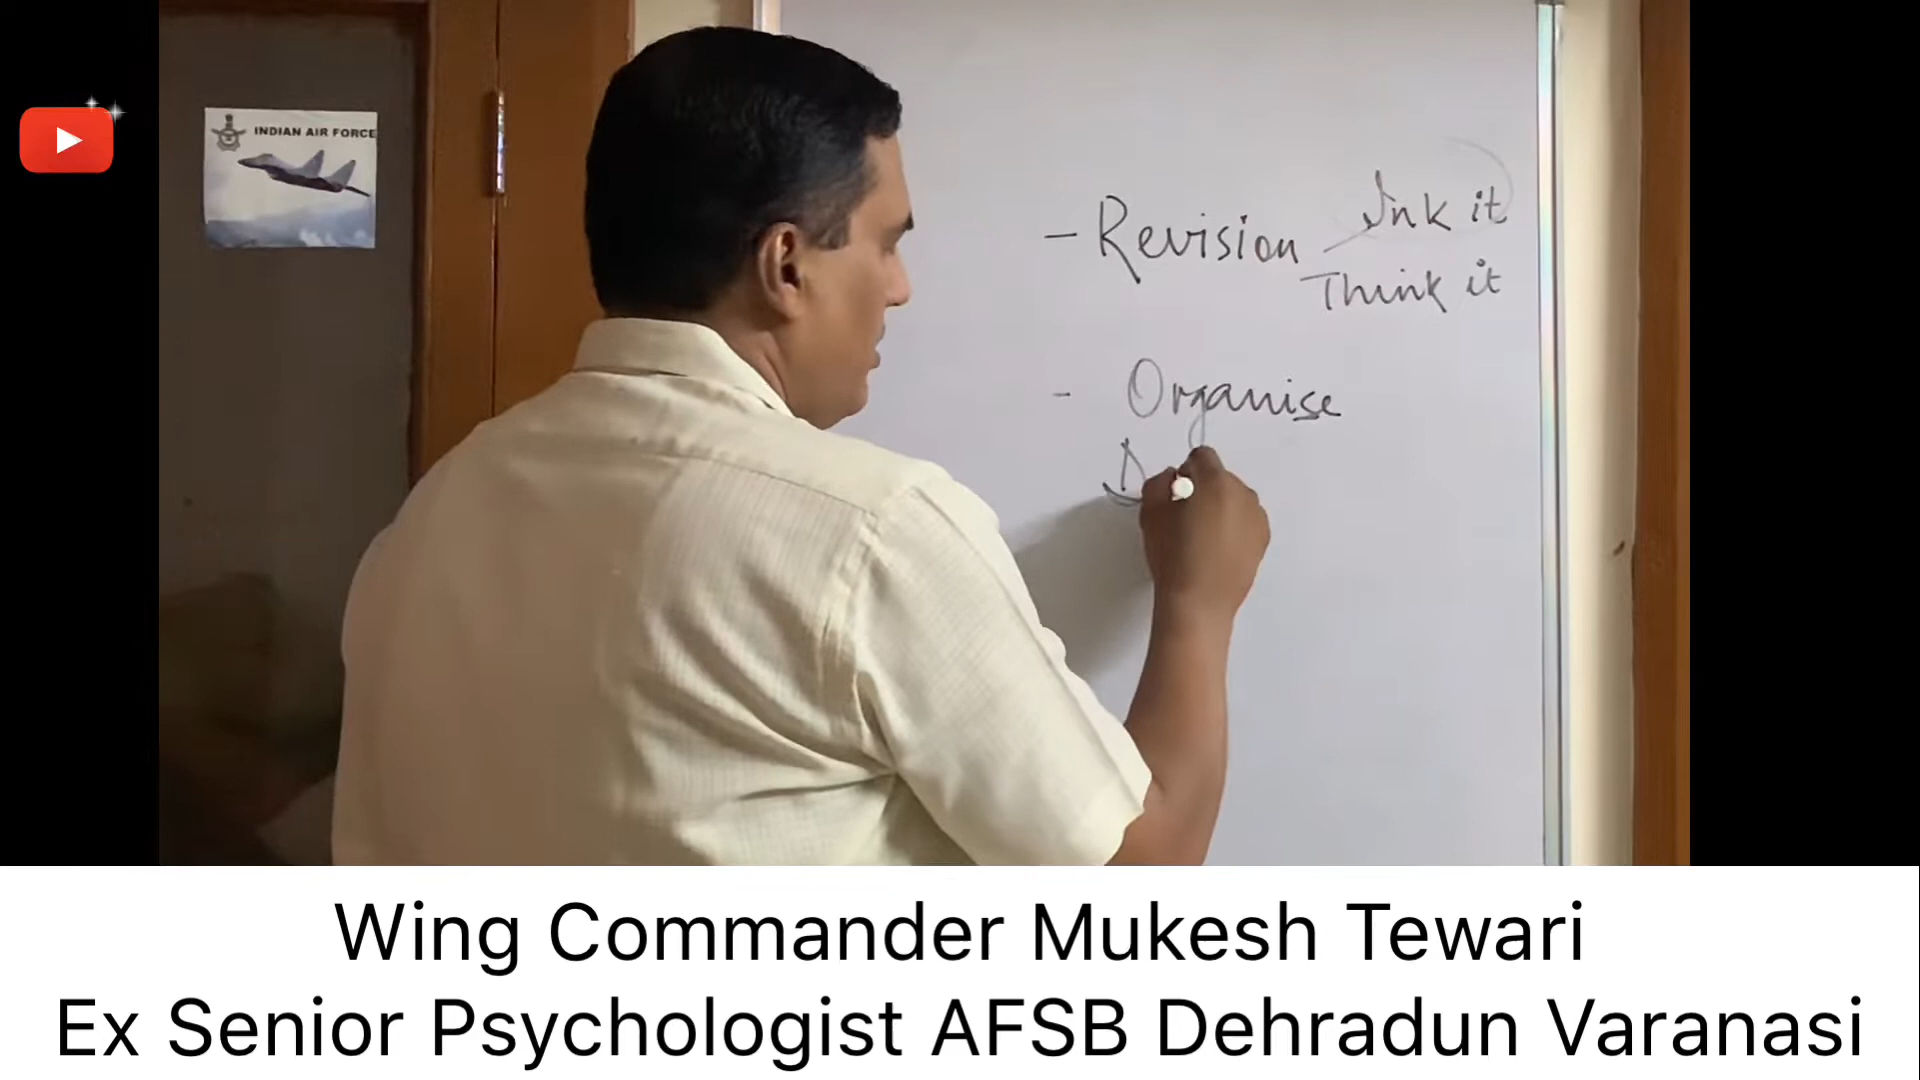 INDIAN AIR FORCE
- Revision - Ink it
Think it
- Organise
D
Wing Commander Mukesh Tewari
Ex Senior Psychologist AFSB Dehradun Varanasi